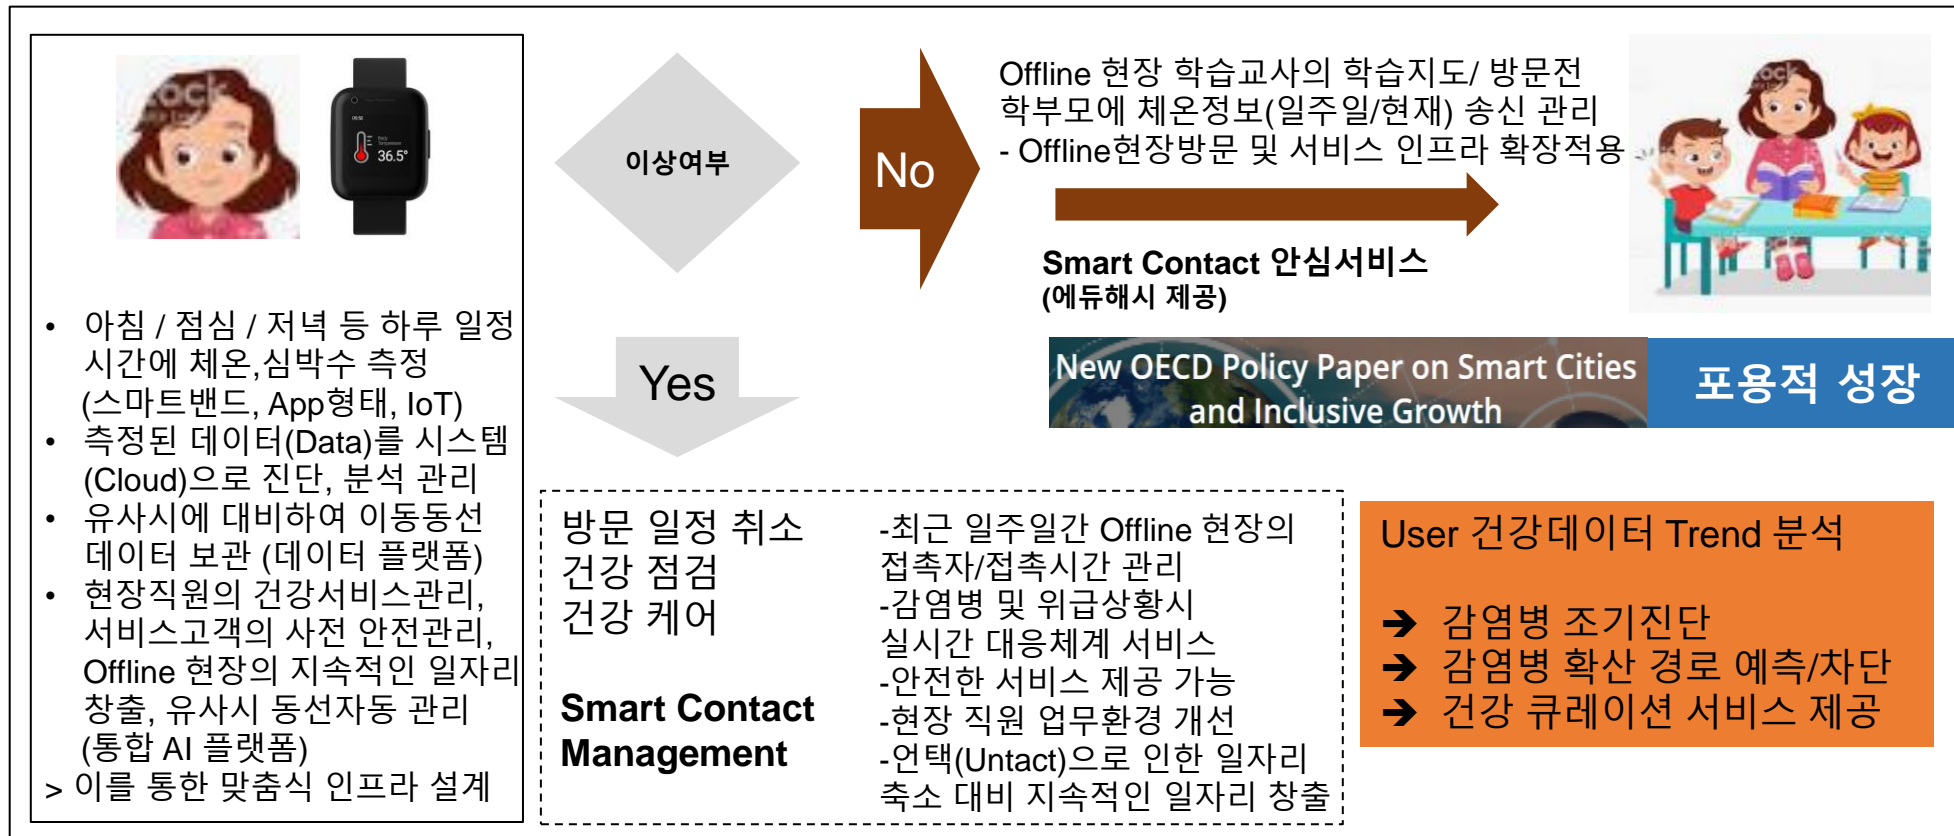 36.5°
• 아침 / 점심 / 저녁 등 하루 일정
시간에 체온,심박수 측정
(스마트밴드, App형태, IoT)
• 측정된 데이터(Data)를 시스템
(Cloud)으로 진단, 분석 관리
• 유사시에 대비하여 이동동선
데이터 보관 (데이터 플랫폼)
• 현장직원의 건강서비스관리,
서비스고객의 사전 안전관리,
Offline 현장의 지속적인 일자리
창출, 유사시 동선자동 관리
(통합 AI 플랫폼)
> 이를 통한 맞춤식 인프라 설계
이상여부
No
Yes
Offline 현장 학습교사의 학습지도/ 방문전
학부모에 체온정보(일주일/현재) 송신 관리
- Offline현장방문 및 서비스 인프라 확장적용
Smart Contact 안심서비스
(에듀해시 제공)
New OECD Policy Paper on Smart Cities
and Inclusive Growth
포용적 성장
방문 일정 취소
건강 점검
건강 케어
Smart Contact
Management
-최근 일주일간 Offline 현장의
접촉자/접촉시간 관리
-감염병 및 위급상황시
실시간 대응체계 서비스
-안전한 서비스 제공 가능
-현장 직원 업무환경 개선
-언택(Untact)으로 인한 일자리
축소 대비 지속적인 일자리 창출
User 건강데이터 Trend 분석
➔ 감염병 조기진단
➔ 감염병 확산 경로 예측/차단
➔ 건강 큐레이션 서비스 제공